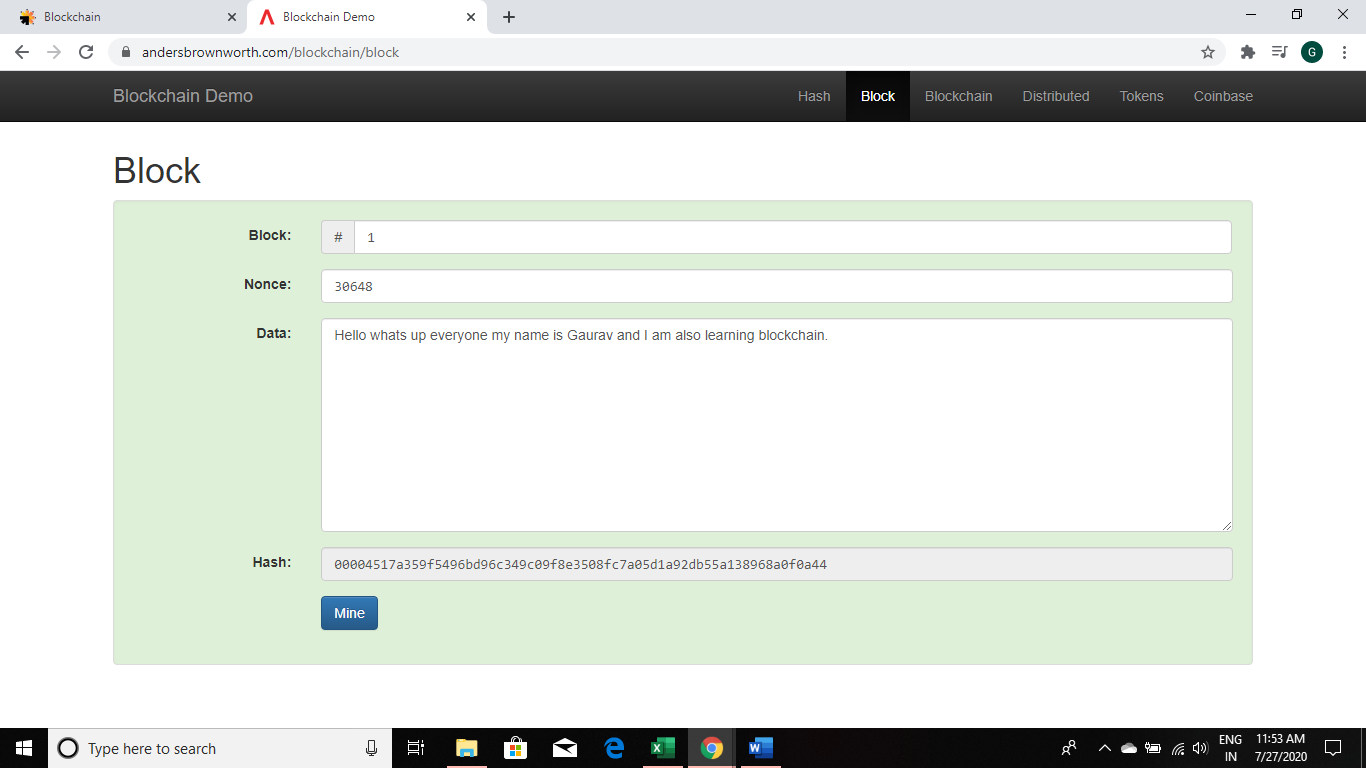 Blockchain
Blockchain Demo
andersbrownworth.com/blockchain/block
G
Blockchain Demo
Hash
Block
Blockchain
Distributed
Tokens
Coinbase
Block
Block:
# 1
Nonce:
30648
Data:
Hello whats up everyone my name is Gaurav and I am also learning blockchain.
Hash:
00004517a359f5496bd96c349c09f8e3508fc7a05d1a92db55a138968a0f0a44
Mine
Type here to search
ENG
IN
11:53 AM
7/27/2020